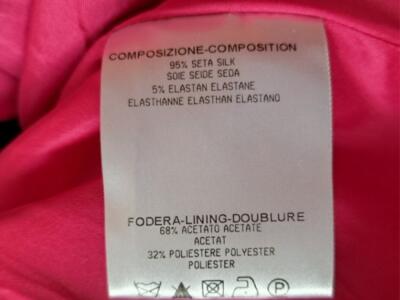 COMPOSIZIONE-COMPOSITION
95% SETA SILK
SOIE SEIDE SEDA
5% ELASTAN ELASTANE
ELASTHANNE ELASTHAN ELASTANO
FODERA-LINING-DOUBLURE
68% ACETATO ACETATE
ACETAT
32% POLIESTERE POLYESTER
POLIESTER